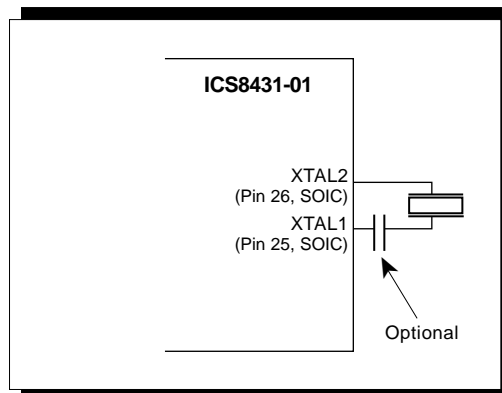 ICS8431-01
XTAL2
(Pin 26, SOIC)
XTAL1
(Pin 25, SOIC)
Optional